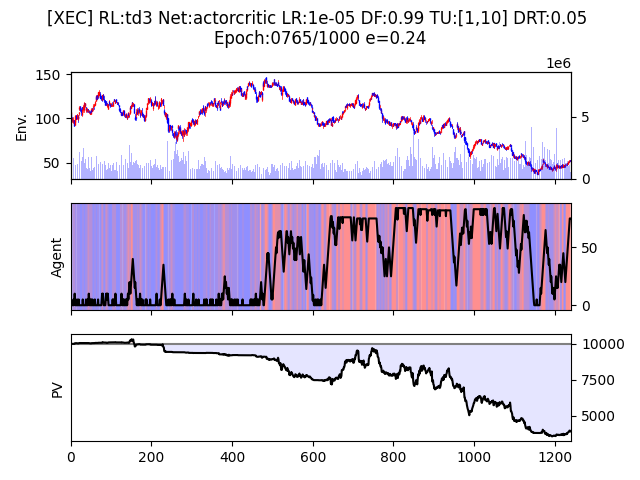 [XEC] RL:td3 Net:actorcritic LR:1e-05 DF:0.99 TU:[1,10] DRT:0.05
Epoch:0765/1000 e=0.24
1e6
150
100
50
Env.
5
0
Agent
50
0
PV
10000
7500
5000
0 200 400 600 800 1000 1200